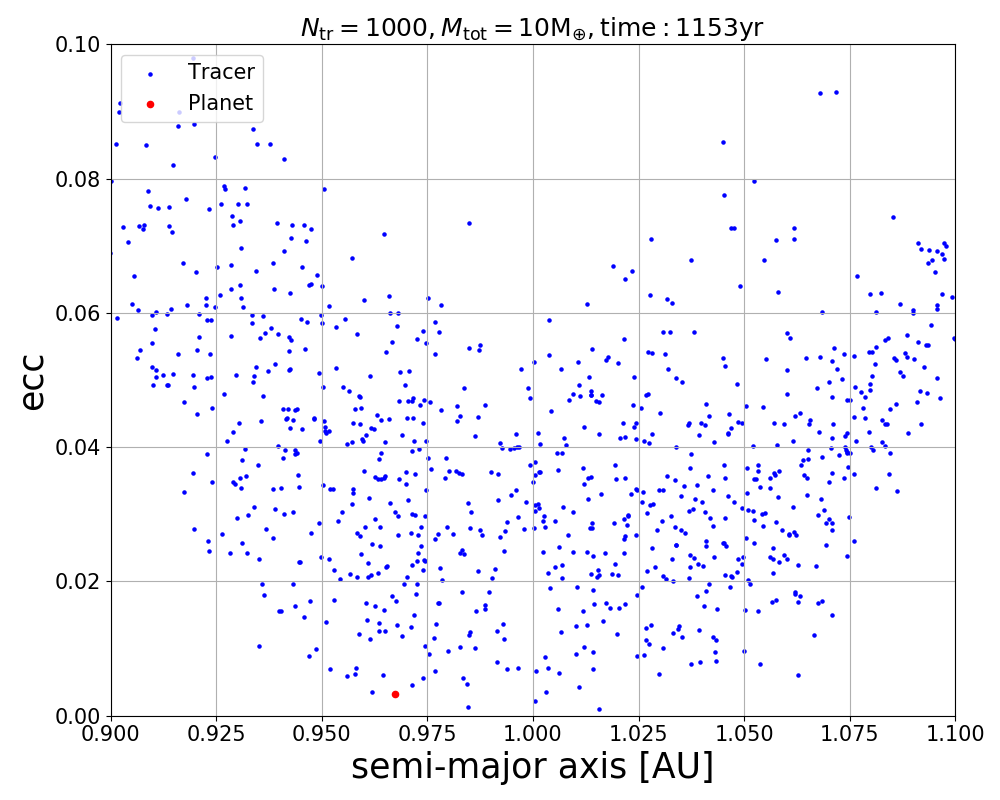 N_tr = 1000, M_tot = 10M_⊕, time : 1153yr
Tracer
Planet
ecc
0.10
0.08
0.06
0.04
0.02
0.00
0.900 0.925 0.950 0.975 1.000 1.025 1.050 1.075 1.100
semi-major axis [AU]